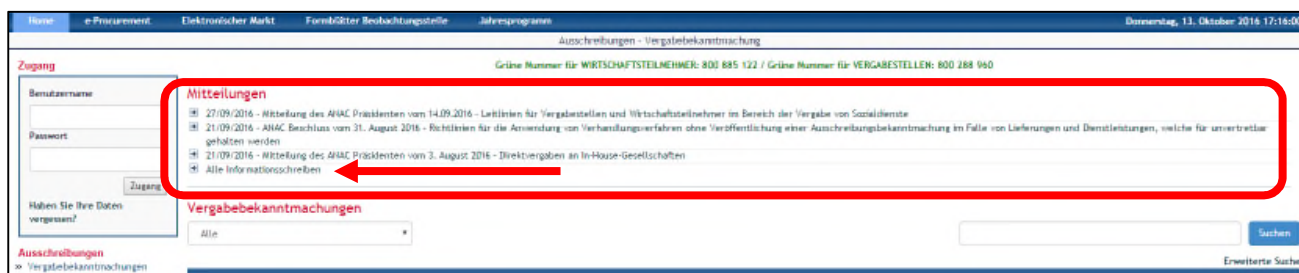 Home e-Procurement Elektronischer Markt Formblätter Beobachtungsstelle Jahresprogramm Donnerstag, 13. Oktober 2016 17:16:00
Ausschreibungen - Vergabebekanntmachung
Zugang
Grüne Nummer für WIRTSCHAFTSTEILNEHMER: 800 885 122 / Grüne Nummer für VERGABESTELLEN: 800 288 960
Benutzername
Passwort
Zugang
Haben Sie Ihre Daten
vergessen?
Ausschreibungen
» Vergabebekanntmachungen
Mitteilungen
27/09/2016 - Mitteilung des ANAC Präsidenten vom 14.09.2016 - Leitlinien für Vergabestellen und Wirtschaftsteilnehmer im Bereich der Vergabe von Sozialdienste
21/09/2016 - ANAC Beschluss vom 31. August 2016 - Richtlinien für die Anwendung von Verhandlungsverfahren ohne Veröffentlichung einer Ausschreibungsbekanntmachung im Falle von Lieferungen und Dienstleistungen, welche für unvertretbar
gehalten werden
21/09/2016 - Mitteilung des ANAC Präsidenten vom 3. August 2016 - Direktvergaben an In-House-Gesellschaften
Alle Informationsschreiben
Vergabebekanntmachungen
Alle
Suchen
Erweiterte Suche